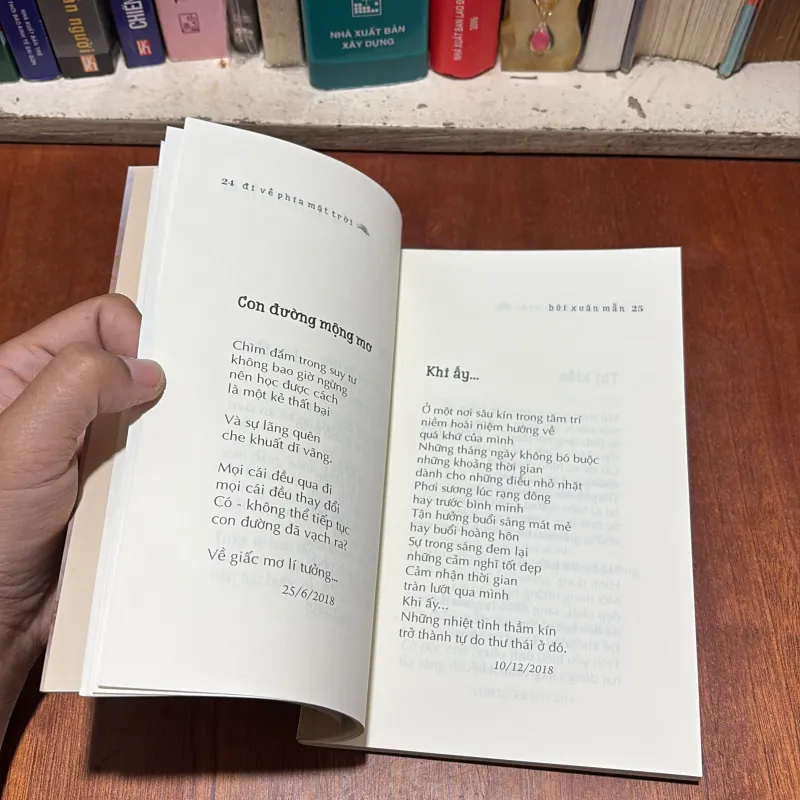 NHÀ XUẤT BẢN
XÂY DỰNG
24 đi về phía mặt trời
Con đường mộng mơ
Chìm đắm trong suy tư
không bao giờ ngừng
nên học được cách
là một kẻ thất bại
Và sự lãng quên
che khuất dĩ vãng.
Mọi cái đều qua đi
mọi cái đều thay đổi
Có - không thể tiếp tục
con đường đã vạch ra?
Về giấc mơ lí tưởng...
25/6/2018
bùi xuân mẫn 25
Khi ấy...
Ở một nơi sâu kín trong tâm trí
niềm hoài niệm hướng về
quá khứ của mình
Những tháng ngày không bó buộc
những khoảng thời gian
dành cho những điều nhỏ nhặt
Phơi sương lúc rạng đông
hay trước bình minh
Tận hưởng buổi sáng mát mẻ
hay buổi hoàng hôn
Sự trong sáng đem lại
những cảm nghĩ tốt đẹp
Cảm nhận thời gian
tràn lướt qua mình
Khi ấy...
Những nhiệt tình thầm kín
trở thành tự do thư thái ở đó.
10/12/2018